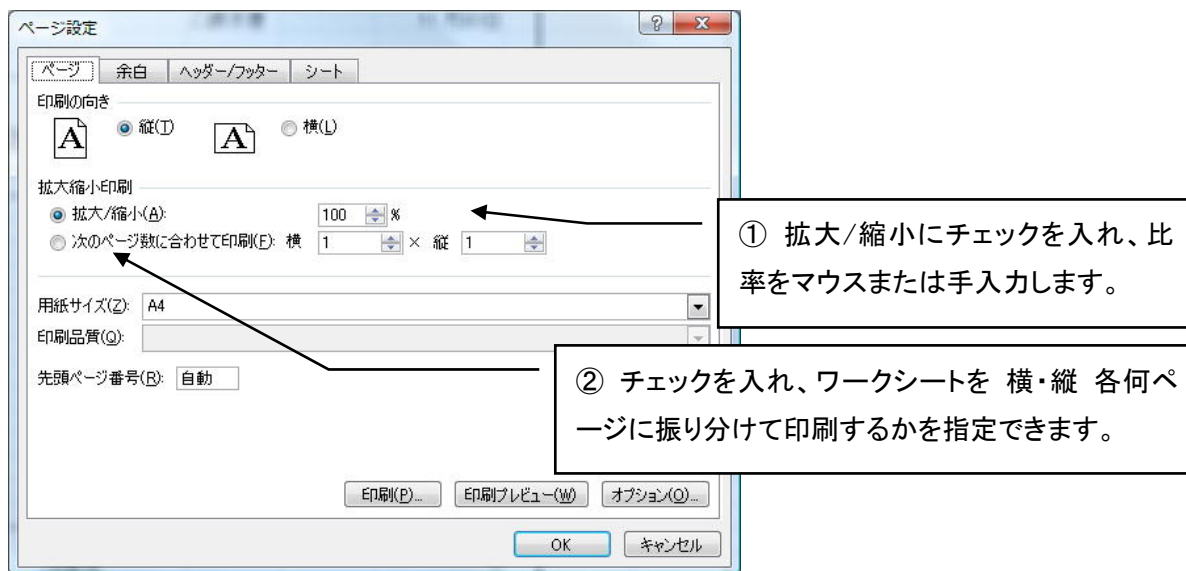 ページ設定
ページ 余白 ヘッダー/フッター シート
印刷の向き
A 縦(T) A 横(L)
拡大縮小印刷
拡大/縮小(A): 100 %
次のページ数に合わせて印刷(F): 横 1 × 縦 1
① 拡大/縮小にチェックを入れ、比
率をマウスまたは手入力します。
用紙サイズ(Z): A4
印刷品質(Q):
先頭ページ番号(R): 自動
② チェックを入れ、ワークシートを 横・縦 各何ペ
ージに振り分けて印刷するかを指定できます。
印刷(P)... 印刷プレビュー(W) オプション(O)...
OK キャンセル